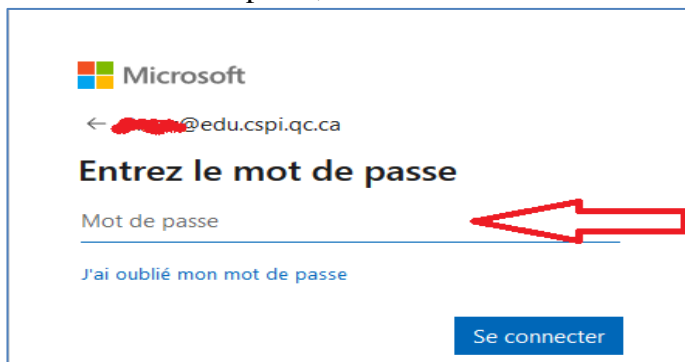 Microsoft
← @edu.cspi.qc.ca
Entrez le mot de passe
Mot de passe
J'ai oublié mon mot de passe
Se connecter